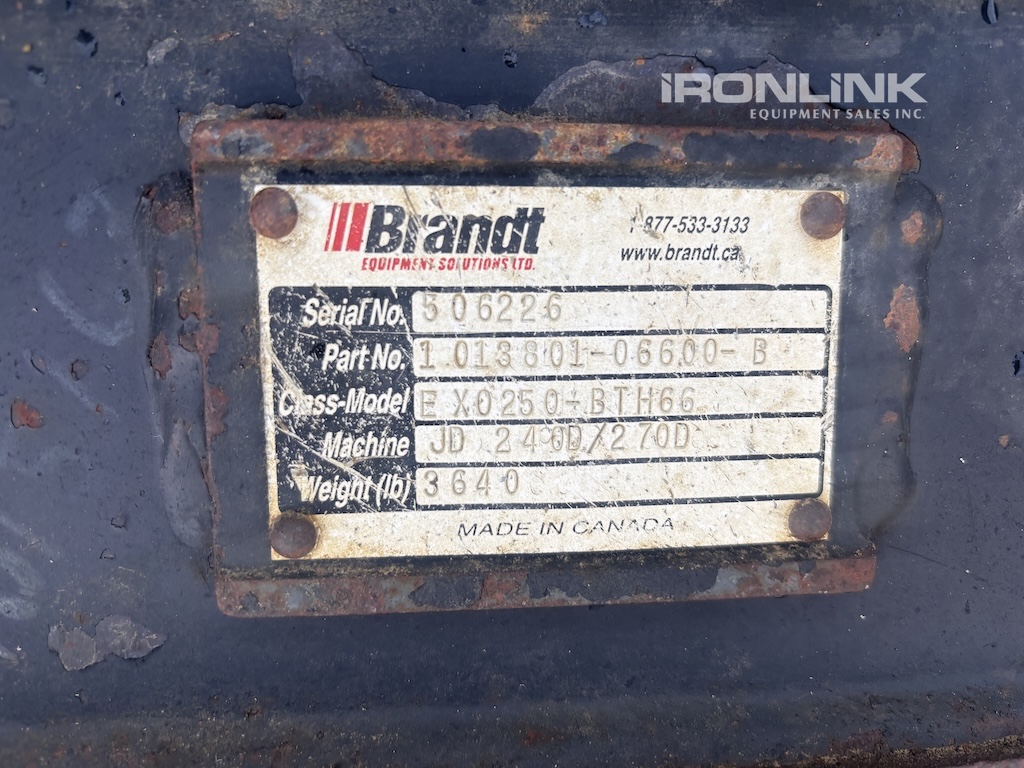 IRONLINK
EQUIPMENT SALES INC.
Brandt
EQUIPMENT SOLUTIONS LTD.
1-877-533-3133
www.brandt.ca
Serial No. 506226
Part No. 1013801-06600-B
Class-Model EX0250-BTH66
Machine JD 240D/270D
Weight (lb) 3640
MADE IN CANADA